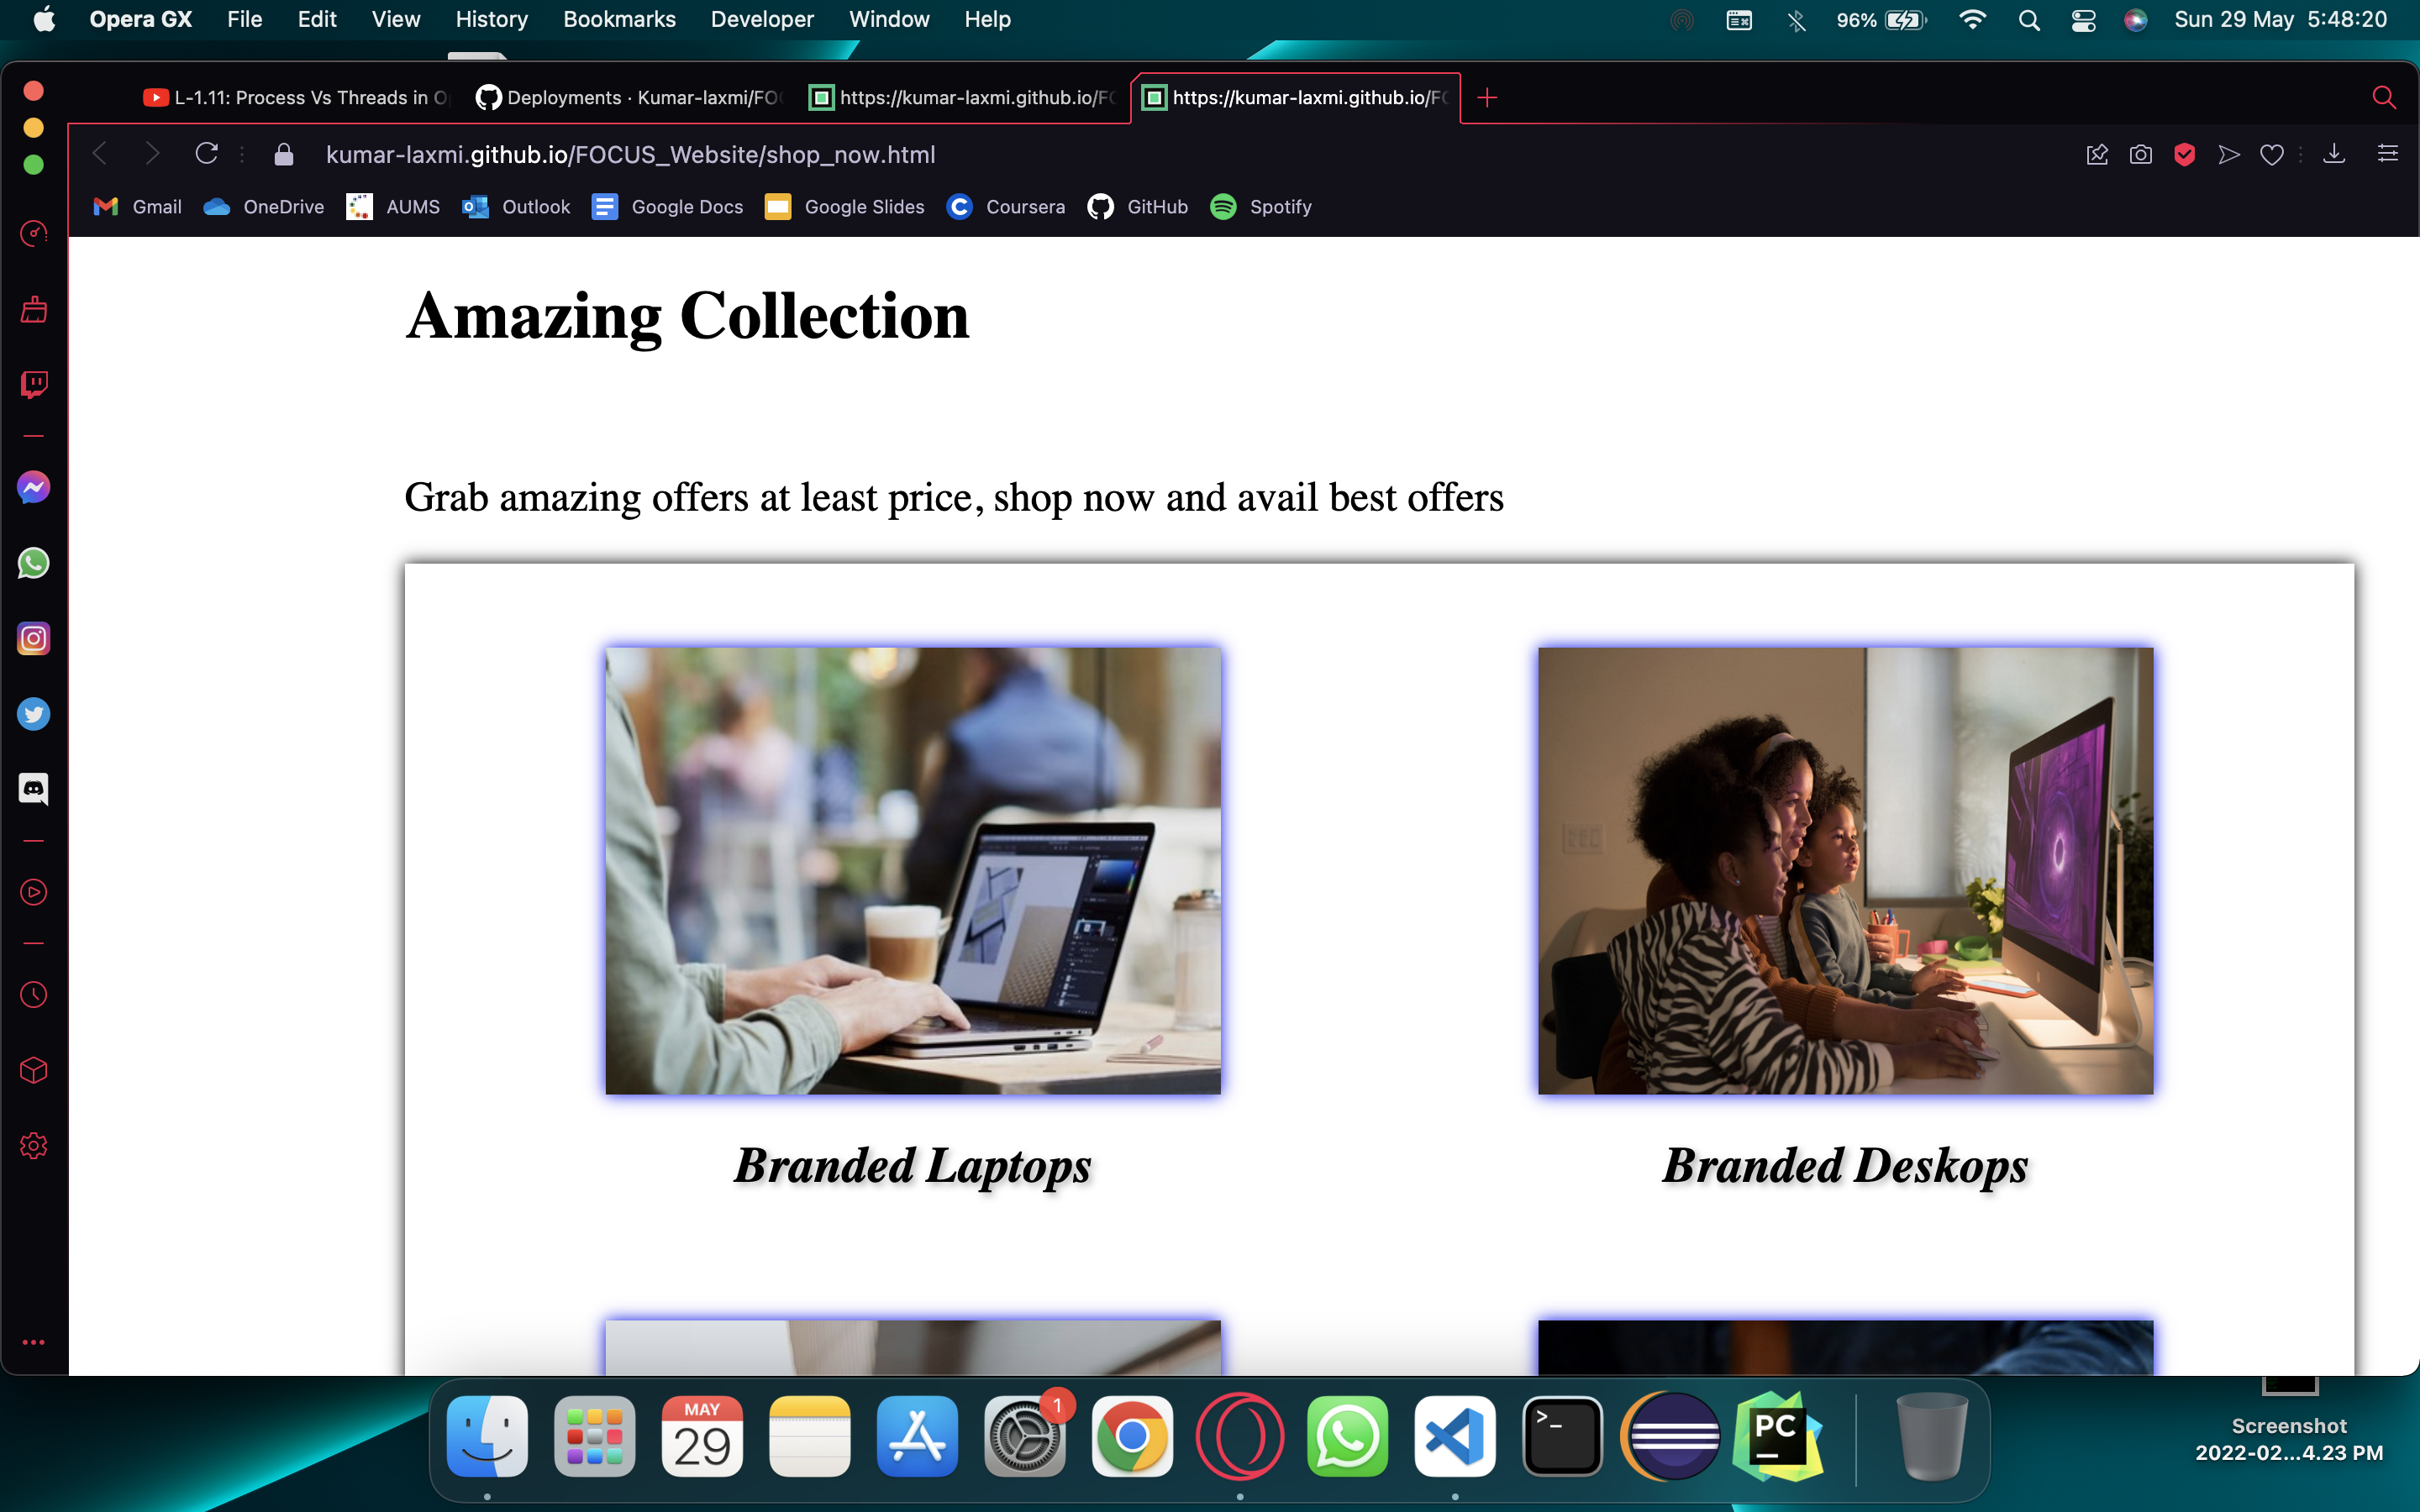 Opera GX File Edit View History Bookmarks Developer Window Help 96% Sun 29 May 5:48:20
L-1.11: Process Vs Threads in O Deployments · Kumar-laxmi/FO https://kumar-laxmi.github.io/F https://kumar-laxmi.github.io/F
kumar-laxmi.github.io/FOCUS_Website/shop_now.html
Gmail OneDrive AUMS Outlook Google Docs Google Slides Coursera GitHub Spotify
Amazing Collection
Grab amazing offers at least price, shop now and avail best offers
Branded Laptops Branded Deskops
MAY
29
1
PC
Screenshot
2022-02...4.23 PM